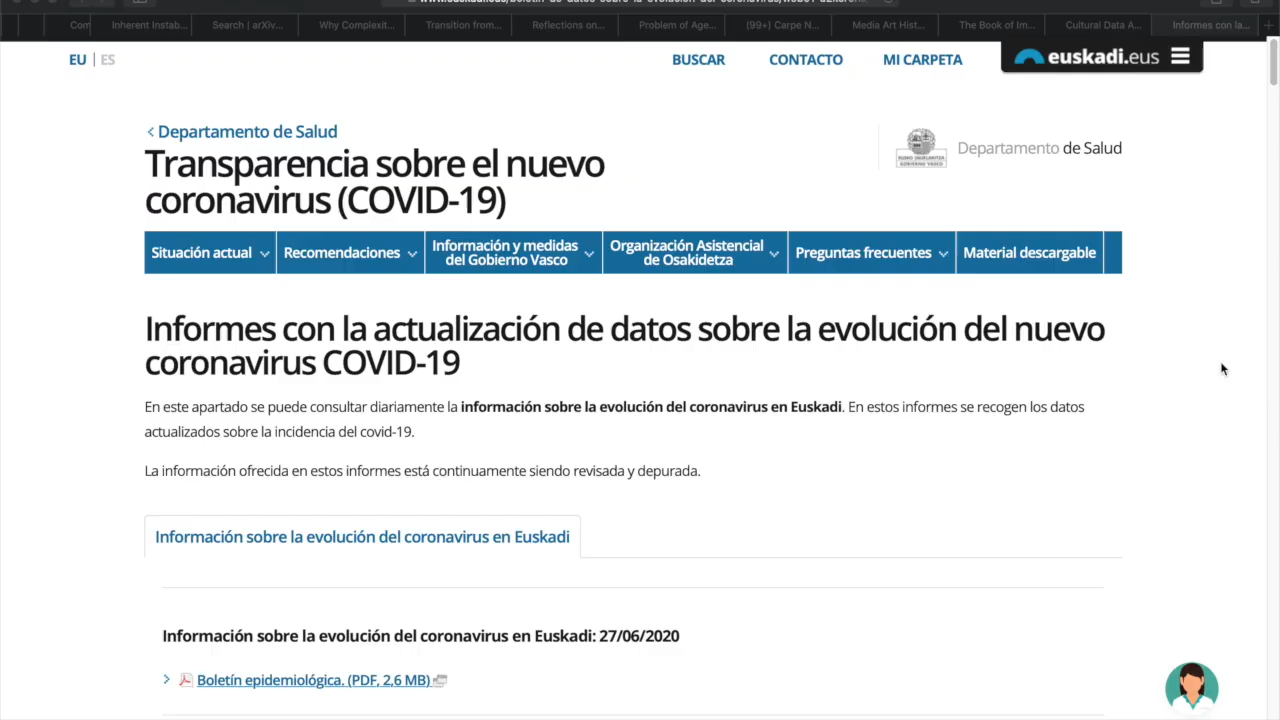 Inherent Instab...
Search | arXiv...
Why Complexit...
Transition from...
Reflections on...
Problem of Age...
(99+) Carpe N...
Media Art Hist...
The Book of Im...
Cultural Data A...
Informes con la...
EU | ES
BUSCAR
CONTACTO
MI CARPETA
euskadi.eus
< Departamento de Salud
Transparencia sobre el nuevo
coronavirus (COVID-19)
EUSKO JAURLARITZA
GOBIERNO VASCO
Departamento de Salud
Situación actual
Recomendaciones
Información y medidas
del Gobierno Vasco
Organización Asistencial
de Osakidetza
Preguntas frecuentes
Material descargable
Informes con la actualización de datos sobre la evolución del nuevo
coronavirus COVID-19
En este apartado se puede consultar diariamente la información sobre la evolución del coronavirus en Euskadi. En estos informes se recogen los datos
actualizados sobre la incidencia del covid-19.
La información ofrecida en estos informes está continuamente siendo revisada y depurada.
Información sobre la evolución del coronavirus en Euskadi
Información sobre la evolución del coronavirus en Euskadi: 27/06/2020
Boletín epidemiológica. (PDF, 2,6 MB)